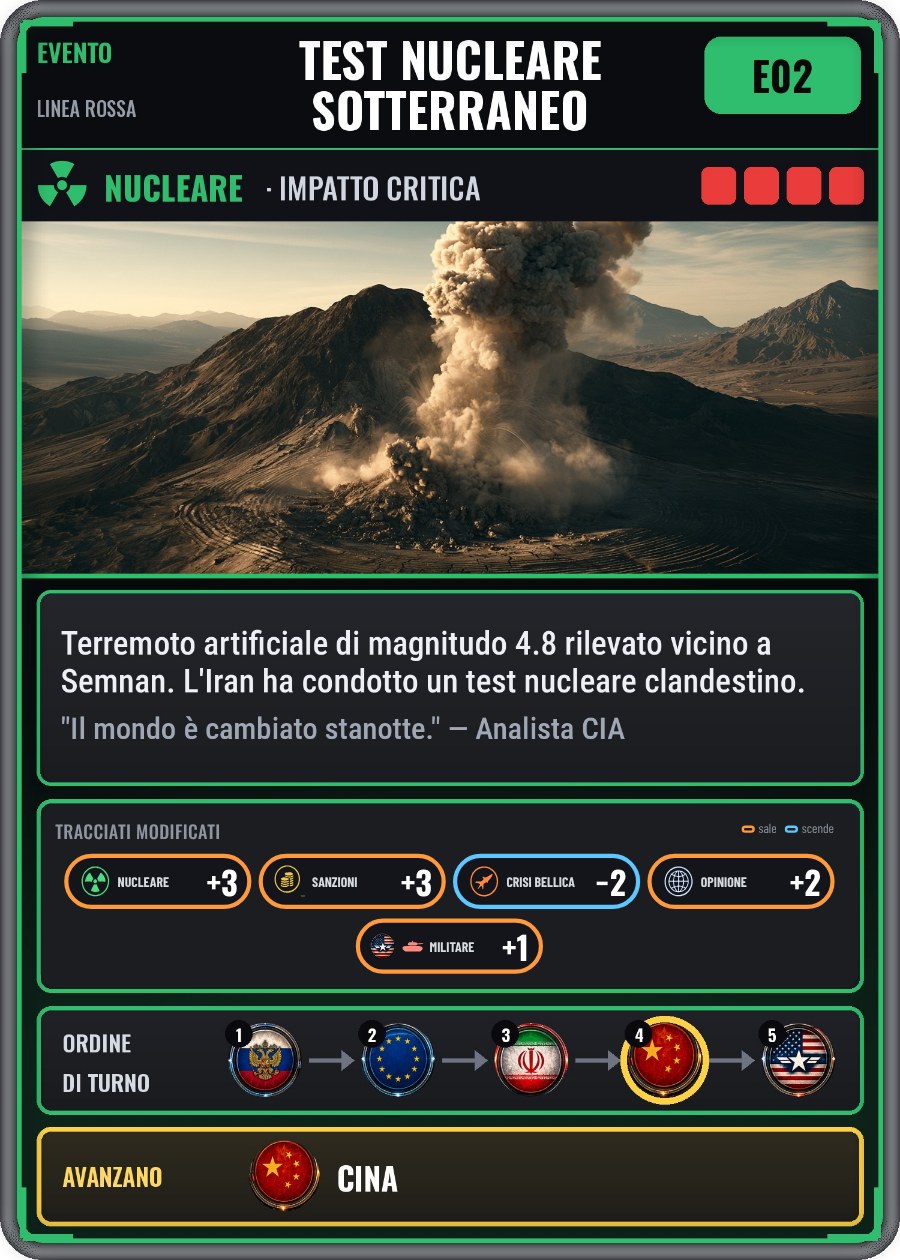 EVENTO
LINEA ROSSA
TEST NUCLEARE
SOTTERRANEO
E02
NUCLEARE · IMPATTO CRITICA
Terremoto artificiale di magnitudo 4.8 rilevato vicino a
Semnan. L'Iran ha condotto un test nucleare clandestino.
"Il mondo è cambiato stanotte." — Analista CIA
TRACCIATI MODIFICATI
sale scende
NUCLEARE +3
SANZIONI +3
CRISI BELLICA −2
OPINIONE +2
MILITARE +1
ORDINE
DI TURNO
1 2 3 4 5
AVANZANO CINA